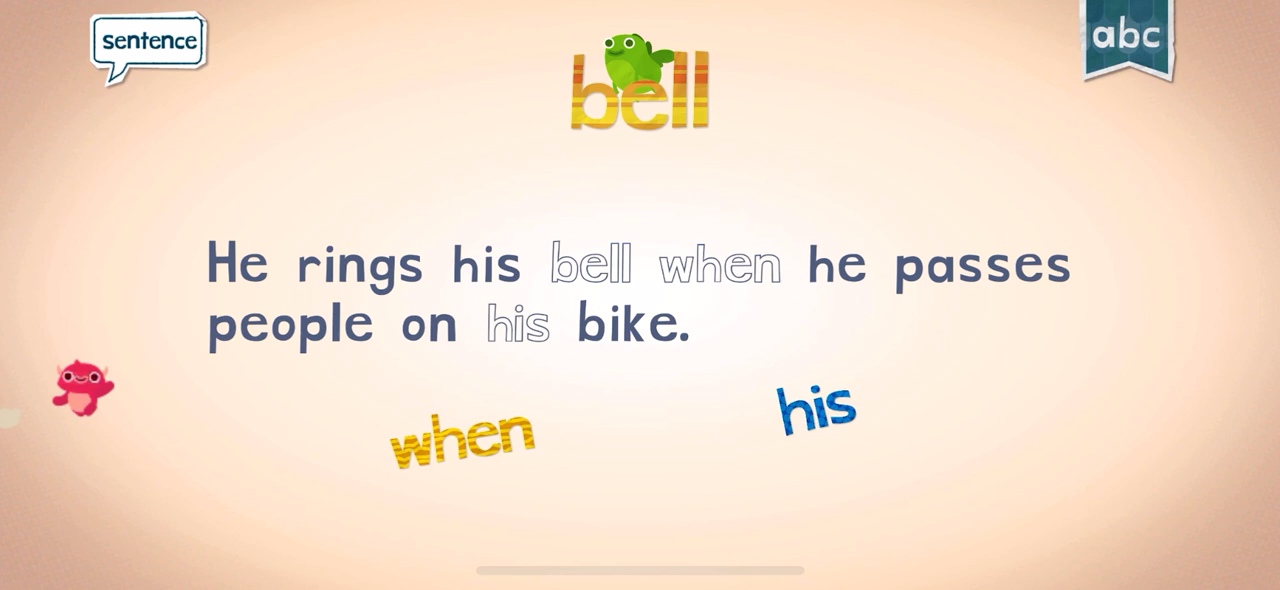 sentence
bell
abc
He rings his bell when he passes
people on his bike.
when
his